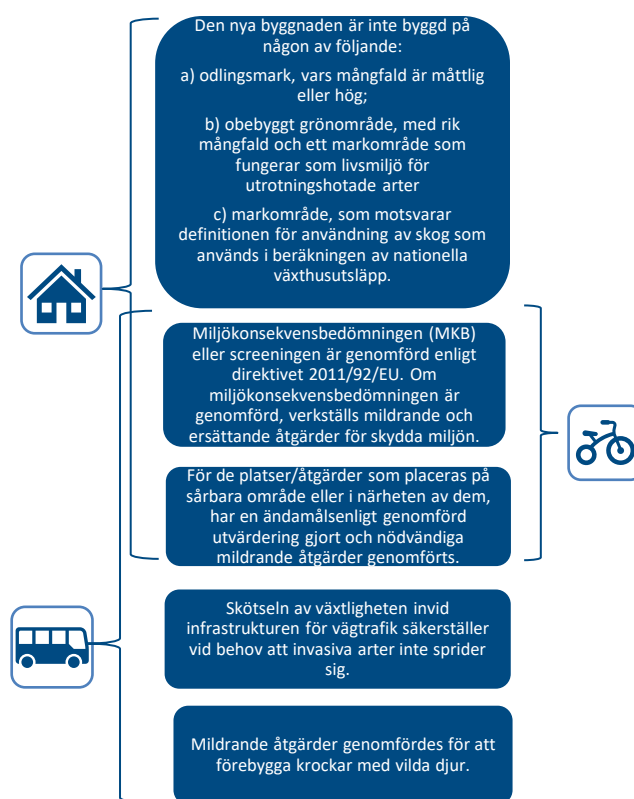 Den nya byggnaden är inte byggd på
någon av följande:
a) odlingsmark, vars mångfald är måttlig
eller hög;
b) obebyggt grönområde, med rik
mångfald och ett markområde som
fungerar som livsmiljö för
utrotningshotade arter
c) markområde, som motsvarar
definitionen för användning av skog som
används i beräkningen av nationella
växthusutsläpp.
Miljökonsekvensbedömningen (MKB)
eller screeningen är genomförd enligt
direktivet 2011/92/EU. Om
miljökonsekvensbedömningen är
genomförd, verkställs mildrande och
ersättande åtgärder för skydda miljön.
För de platser/åtgärder som placeras på
sårbara område eller i närheten av dem,
har en ändamålsenligt genomförd
utvärdering gjort och nödvändiga
mildrande åtgärder genomförts.
Skötseln av växtligheten invid
infrastrukturen för vägtrafik säkerställer
vid behov att invasiva arter inte sprider
sig.
Mildrande åtgärder genomfördes för att
förebygga krockar med vilda djur.